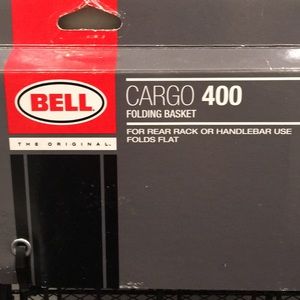 BELL
THE ORIGINAL.
CARGO 400
FOLDING BASKET
FOR REAR RACK OR HANDLEBAR USE
FOLDS FLAT